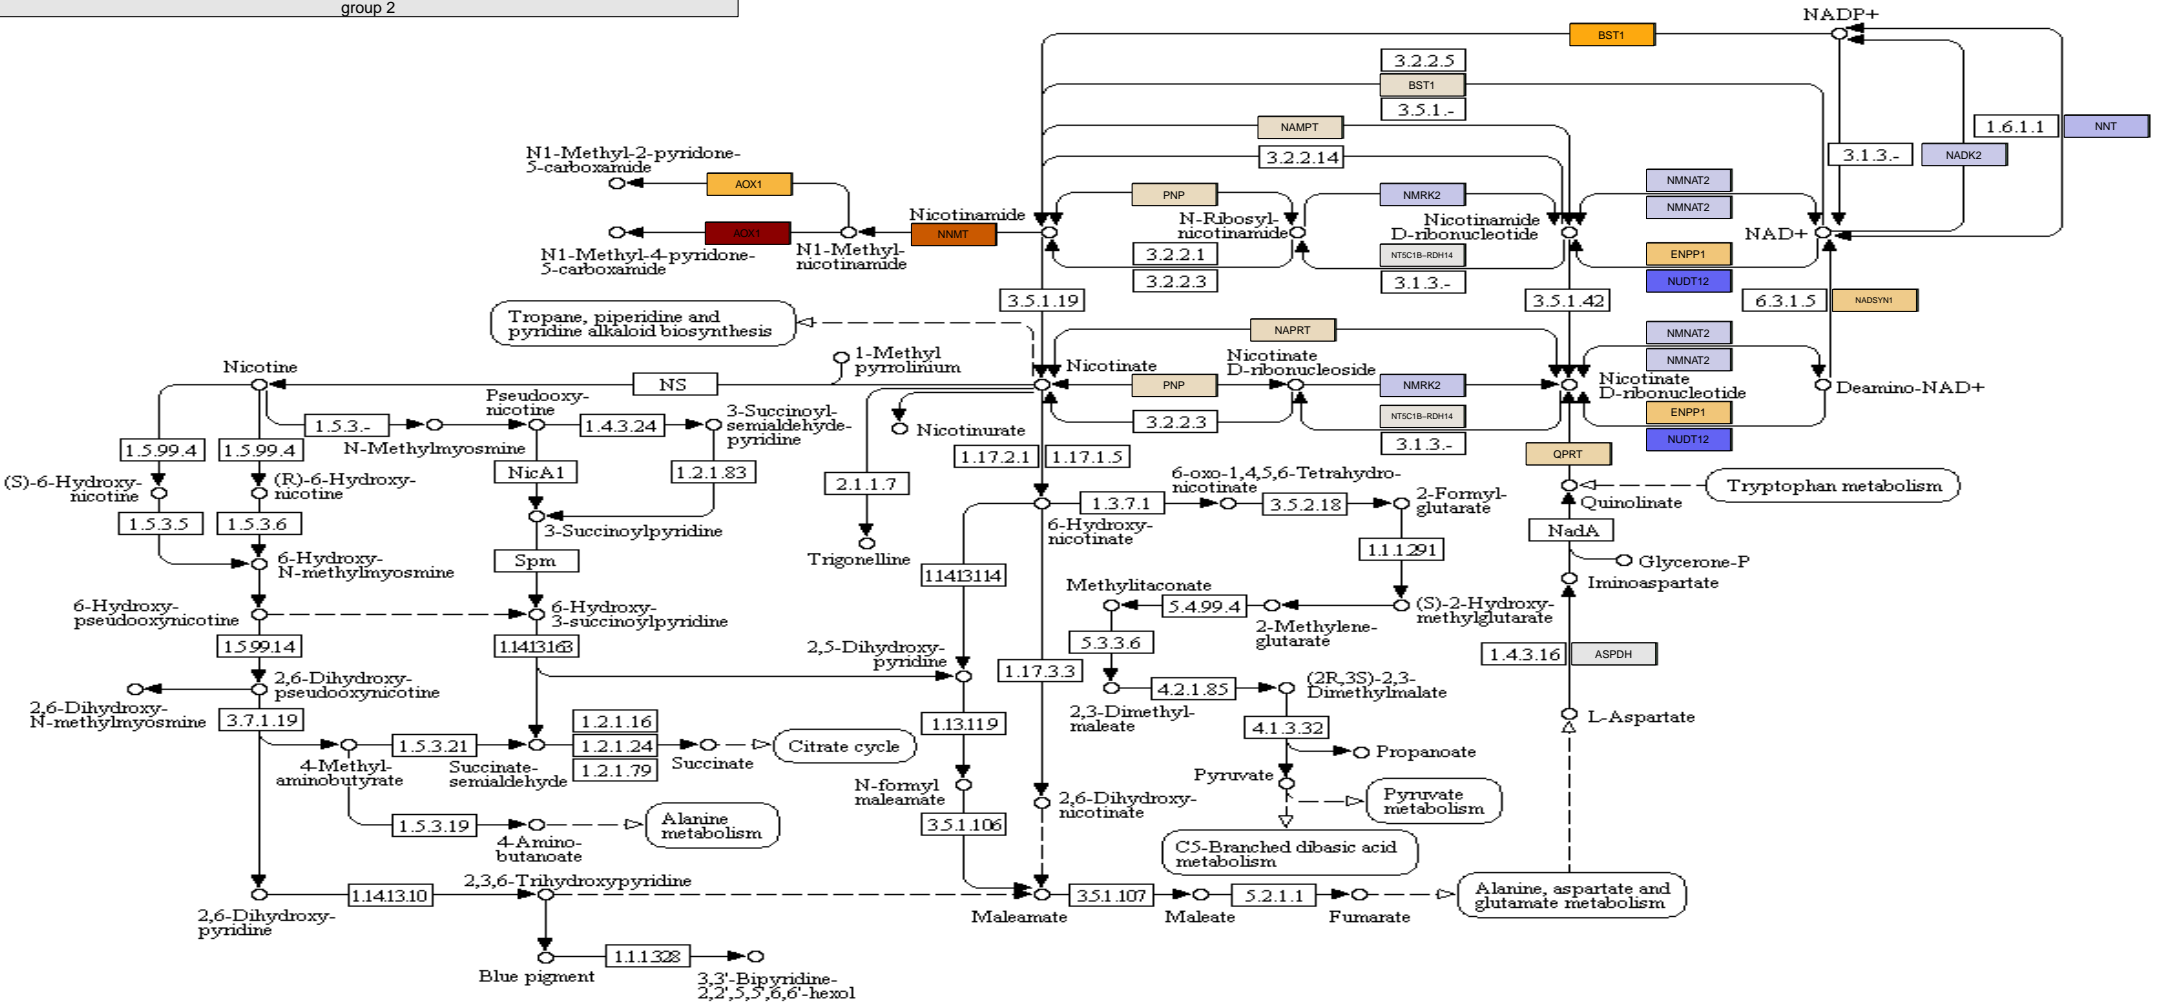 group 2
NADP+
BST1
3.2.2.5
BST1
3.5.1.-
NAMPT
1.6.1.1
NNT
3.2.2.14
3.1.3.-
NADK2
N1-Methyl-2-pyridone-
5-carboxamide
AOX1
PNP
NMRK2
NMNAT2
NMNAT2
Nicotinamide
N-Ribosyl-
nicotinamide
Nicotinamide
D-ribonucleotide
NAD+
AOX1
NNMT
N1-Methyl-4-pyridone-
5-carboxamide
N1-Methyl-
nicotinamide
3.2.2.1
3.2.2.3
NT5C1B-RDH14
3.1.3.-
ENPP1
NUDT12
3.5.1.19
3.5.1.42
6.3.1.5
NADSYN1
Tropane, piperidine and
pyridine alkaloid biosynthesis
NAPRT
NMNAT2
NMNAT2
1-Methyl
pyrrolinium
Nicotinate
Nicotinate
D-ribonucleoside
Nicotine
NS
PNP
NMRK2
Nicotinate
D-ribonucleotide
Deamino-NAD+
Pseudooxy-
nicotine
3-Succinoyl-
semialdehyde-
pyridine
3.2.2.3
NT5C1B-RDH14
3.1.3.-
ENPP1
NUDT12
1.5.3.-
1.4.3.24
Nicotinurate
N-Methylmyosmine
1.5.99.4
1.5.99.4
1.17.2.1
1.17.1.5
QPRT
NicA1
1.2.1.83
(S)-6-Hydroxy-
nicotine
(R)-6-Hydroxy-
nicotine
2.1.1.7
6-oxo-1,4,5,6-Tetrahydro-
nicotinate
Tryptophan metabolism
Quinolinate
1.3.7.1
3.5.2.18
2-Formyl-
glutarate
1.5.3.5
1.5.3.6
3-Succinoylpyridine
6-Hydroxy-
nicotinate
NadA
Trigonelline
1.1.1.291
6-Hydroxy-
N-methylmyosmine
Spm
Glycerone-P
1.14.13.114
Iminoaspartate
Methylitaconate
6-Hydroxy-
pseudooxynicotine
6-Hydroxy-
3-succinoylpyridine
5.4.99.4
2-Methylene-
glutarate
(S)-2-Hydroxy-
methylglutarate
1.5.99.14
1.14.13.163
2,5-Dihydroxy-
pyridine
5.3.3.6
1.4.3.16
ASPDH
1.17.3.3
2,6-Dihydroxy-
pseudooxynicotine
4.2.1.85
(2R,3S)-2,3-
Dimethylmalate
2,6-Dihydroxy-
N-methylmyosmine
3.7.1.19
2,3-Dimethyl-
maleate
L-Aspartate
1.2.1.16
1.2.1.24
1.2.1.79
1.13.11.9
4.1.3.32
1.5.3.21
Citrate cycle
Propanoate
4-Methyl-
aminobutyrate
Succinate-
semialdehyde
Succinate
Pyruvate
N-formyl
maleamate
2,6-Dihydroxy-
nicotinate
Pyruvate
metabolism
1.5.3.19
Alanine
metabolism
3.5.1.106
4-Amino-
butanoate
C5-Branched dibasic acid
metabolism
2,3,6-Trihydroxypyridine
1.14.13.10
3.5.1.107
5.2.1.1
Alanine, aspartate and
glutamate metabolism
2,6-Dihydroxy-
pyridine
Maleamate
Maleate
Fumarate
1.1.1.328
Blue pigment
3,3'-Bipyridine-
2,2',5,5',6,6'-hexol